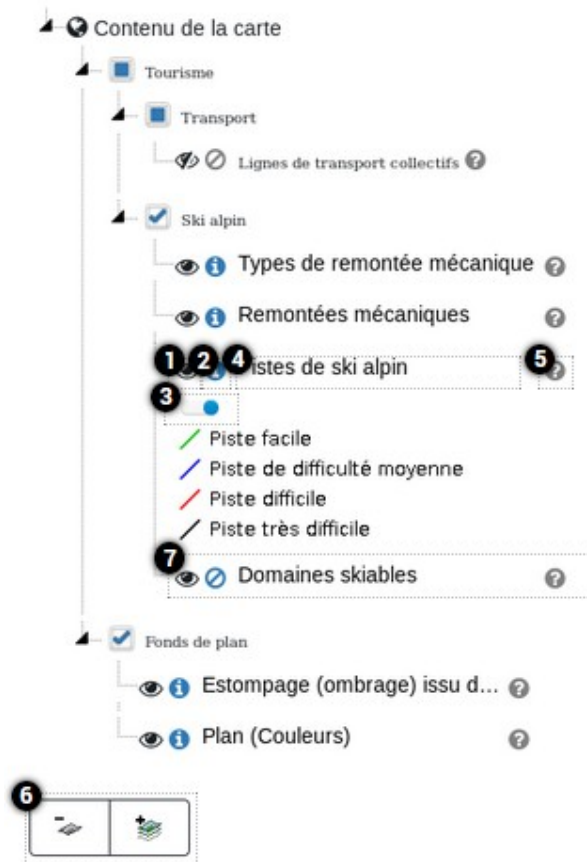 Contenu de la carte
Tourisme
Transport
Lignes de transport collectifs ?
Ski alpin
i Types de remontée mécanique ?
i Remontées mécaniques ?
1 2 i 4 istes de ski alpin 5 ?
3
Piste facile
Piste de difficulté moyenne
Piste difficile
Piste très difficile
7
Domaines skiables ?
Fonds de plan
i Estompage (ombrage) issu d... ?
i Plan (Couleurs) ?
6